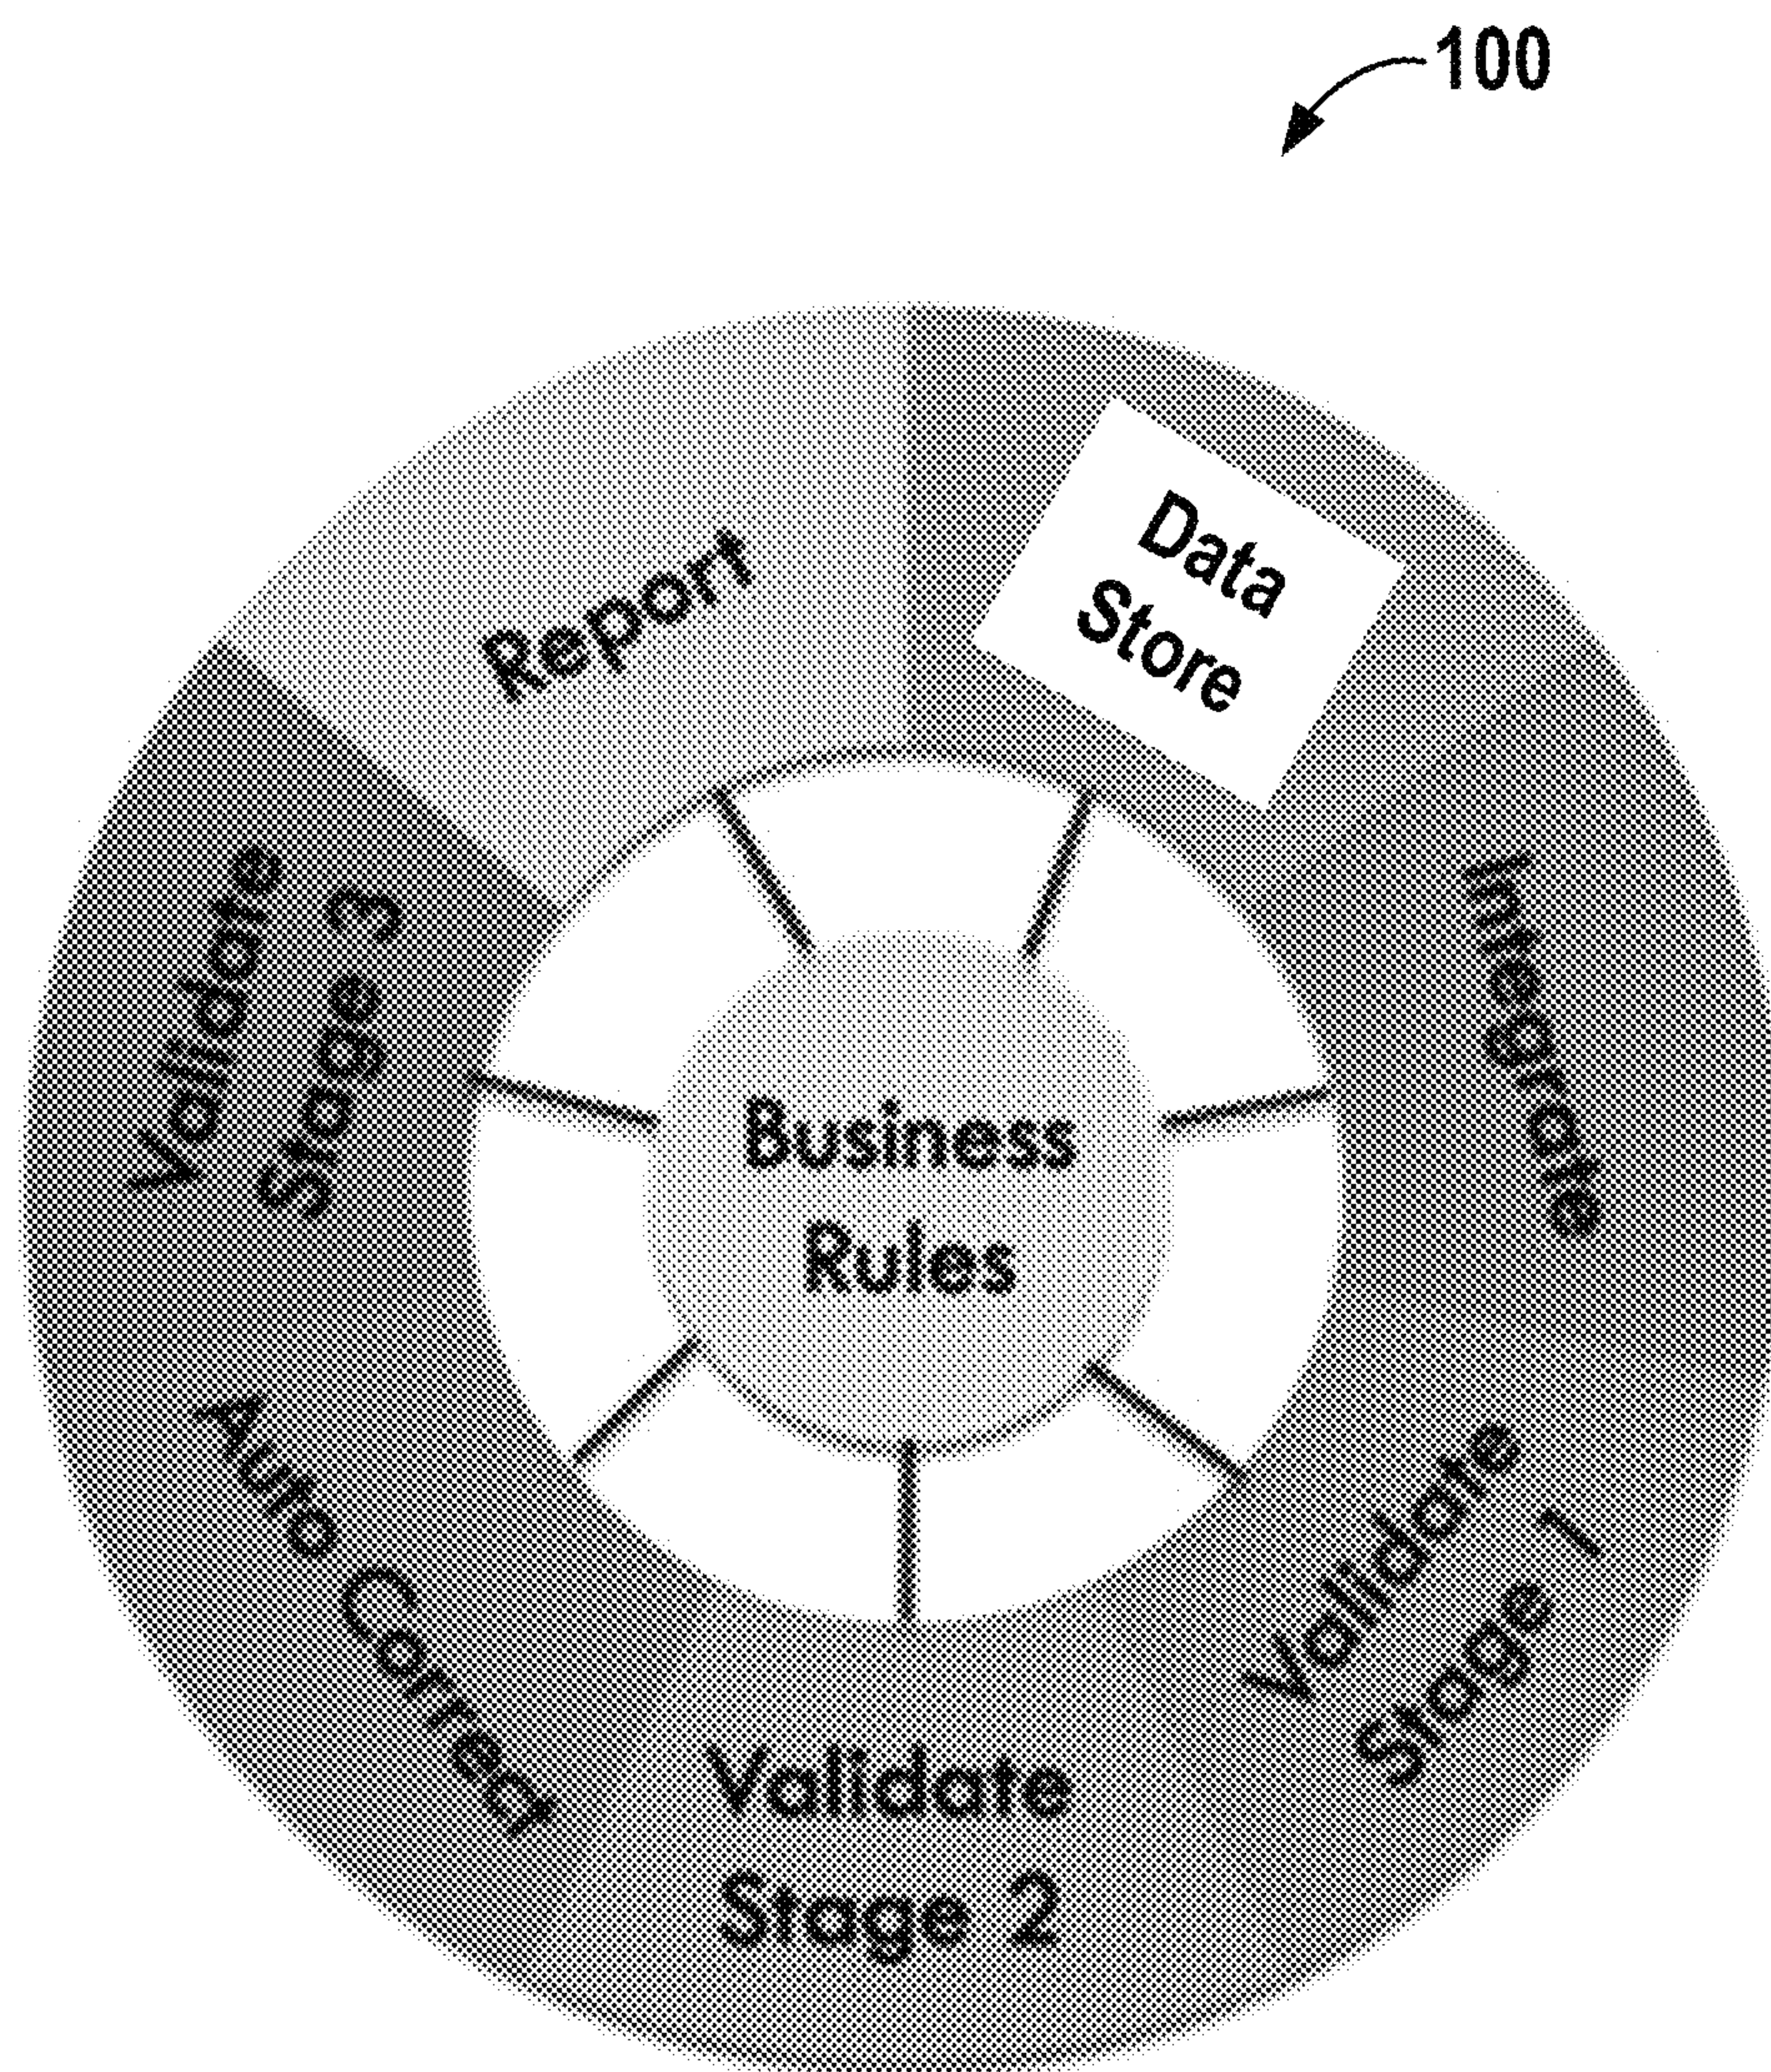 100
Data
Store
Integrate
Validate
Stage 1
Validate
Stage 2
Auto Correct
Validate
Stage 3
Report
Business
Rules